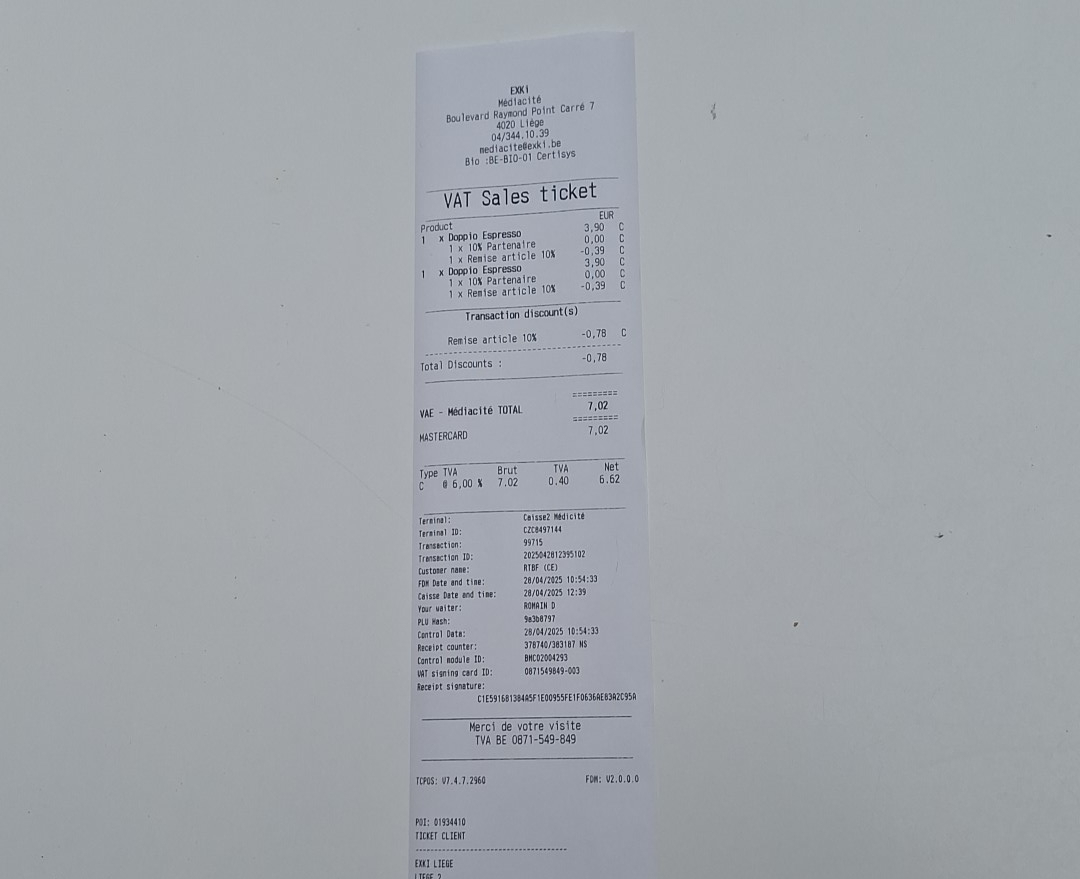 EXKi
Médiacité
Boulevard Raymond Point Carré 7
4020 Liège
04/344.10.39
mediacite@exki.be
Bio :BE-BIO-01 Certisys
VAT Sales ticket
Product EUR
1 x Doppio Espresso 3,90 C
1 x 10% Partenaire 0,00 C
1 x Remise article 10% -0,39 C
1 x Doppio Espresso 3,90 C
1 x 10% Partenaire 0,00 C
1 x Remise article 10% -0,39 C
Transaction discount(s)
Remise article 10% -0,78 C
Total Discounts : -0,78
=========
VAE - Médiacité TOTAL 7,02
=========
MASTERCARD 7,02
Type TVA Brut TVA Net
C @ 6,00 % 7.02 0.40 6.62
Terminal: Caisse2 Médicité
Terminal ID: CZC8497144
Transaction: 99715
Transaction ID: 2025042812395102
Customer name: RTBF (CE)
FDM Date and time: 28/04/2025 10:54:33
Caisse Date and time: 28/04/2025 12:39
Your waiter: ROMAIN D
PLU Hash: 9a3b8797
Control Data: 28/04/2025 10:54:33
Receipt counter: 378740/383187 NS
Control module ID: BMC02004293
VAT signing card ID: 0871549849-003
Receipt signature:
C1E591681384A5F1E00955FE1F0636AE83A2C95A
Merci de votre visite
TVA BE 0871-549-849
TCPOS: V7.4.7.2960 FDM: V2.0.0.0
POI: 01934410
TICKET CLIENT
EXKI LIEGE